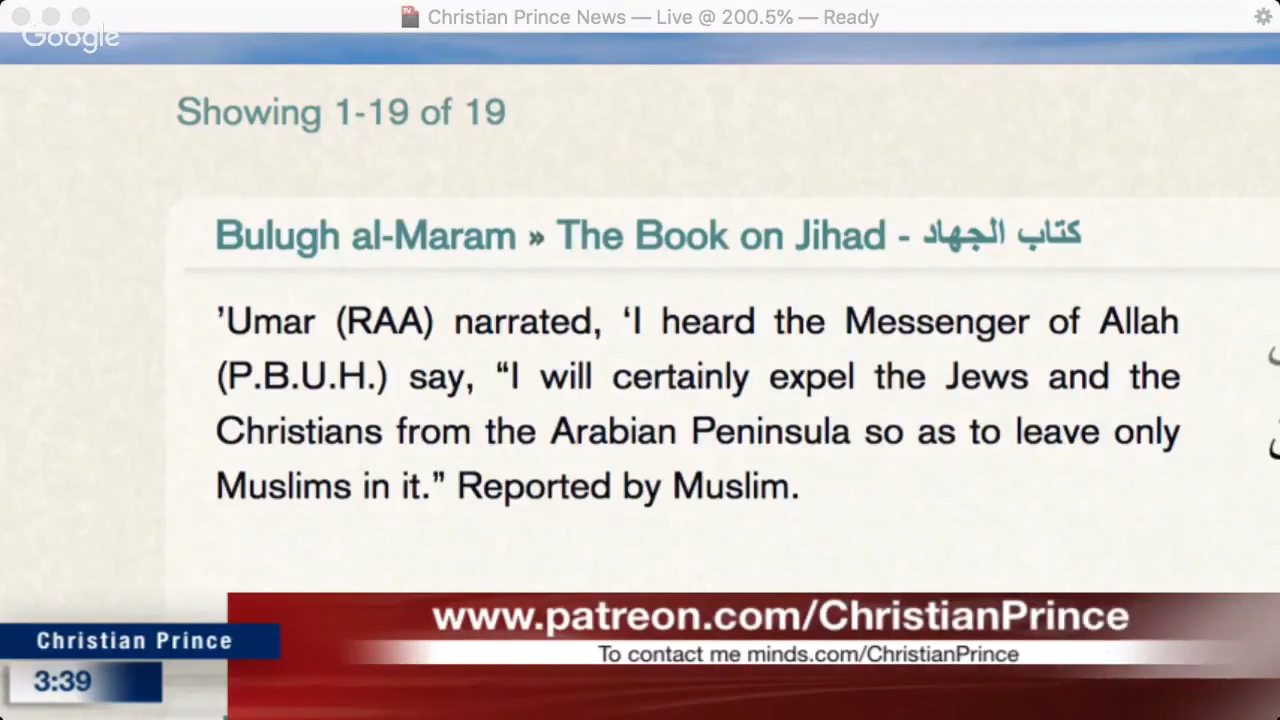 Christian Prince News — Live @ 200.5% — Ready
Google
Showing 1-19 of 19
Bulugh al-Maram » The Book on Jihad - كتاب الجهاد
’Umar (RAA) narrated, ‘I heard the Messenger of Allah
(P.B.U.H.) say, “I will certainly expel the Jews and the
Christians from the Arabian Peninsula so as to leave only
Muslims in it.” Reported by Muslim.
www.patreon.com/ChristianPrince
Christian Prince
To contact me minds.com/ChristianPrince
3:39